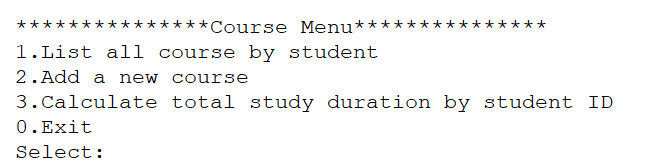 ***************Course Menu***************
1.List all course by student
2.Add a new course
3.Calculate total study duration by student ID
0.Exit
Select: